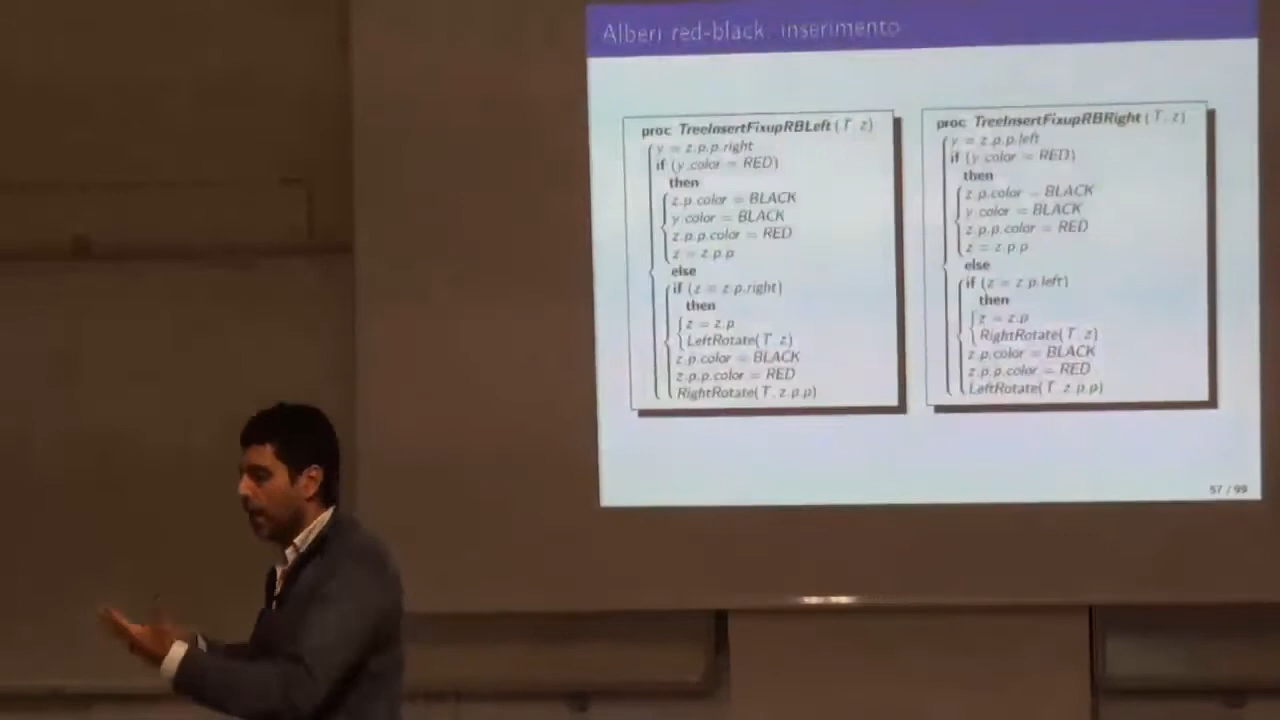 Alberi red-black: inserimento
proc TreeInsertFixupRBLeft (T, z)
y = z.p.p.right
if (y.color = RED)
then
z.p.color = BLACK
y.color = BLACK
z.p.p.color = RED
z = z.p.p
else
if (z = z.p.right)
then
z = z.p
LeftRotate(T, z)
z.p.color = BLACK
z.p.p.color = RED
RightRotate(T, z.p.p)
proc TreeInsertFixupRBRight (T, z)
y = z.p.p.left
if (y.color = RED)
then
z.p.color = BLACK
y.color = BLACK
z.p.p.color = RED
z = z.p.p
else
if (z = z.p.left)
then
z = z.p
RightRotate(T, z)
z.p.color = BLACK
z.p.p.color = RED
LeftRotate(T, z.p.p)
57 / 99